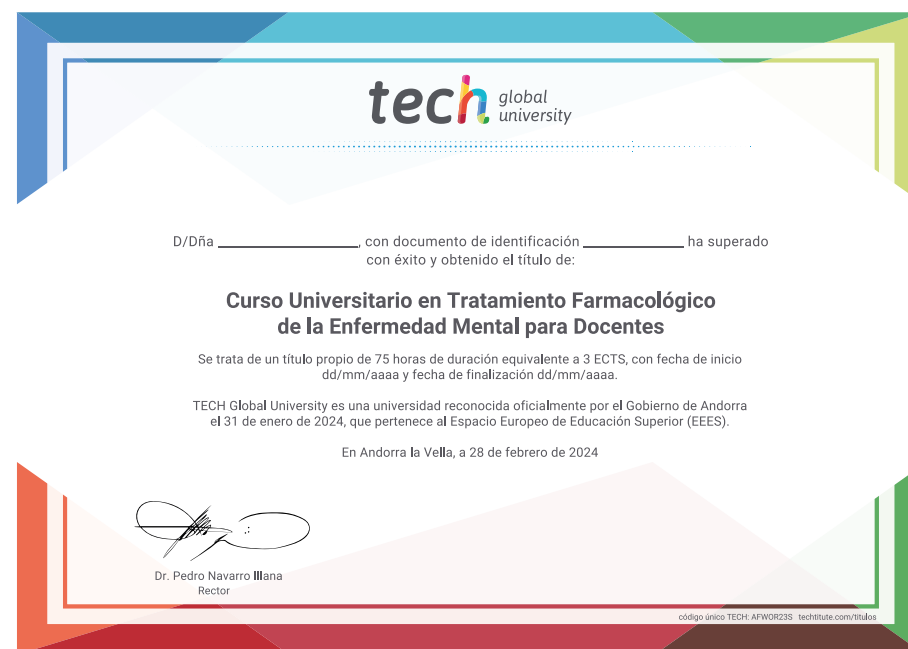 tech global university
D/Dña ____________________, con documento de identificación ______________ ha superado
con éxito y obtenido el título de:
Curso Universitario en Tratamiento Farmacológico
de la Enfermedad Mental para Docentes
Se trata de un título propio de 75 horas de duración equivalente a 3 ECTS, con fecha de inicio
dd/mm/aaaa y fecha de finalización dd/mm/aaaa.
TECH Global University es una universidad reconocida oficialmente por el Gobierno de Andorra
el 31 de enero de 2024, que pertenece al Espacio Europeo de Educación Superior (EEES).
En Andorra la Vella, a 28 de febrero de 2024
Dr. Pedro Navarro Illana
Rector
código único TECH: AFWOR23S techtitute.com/titulos